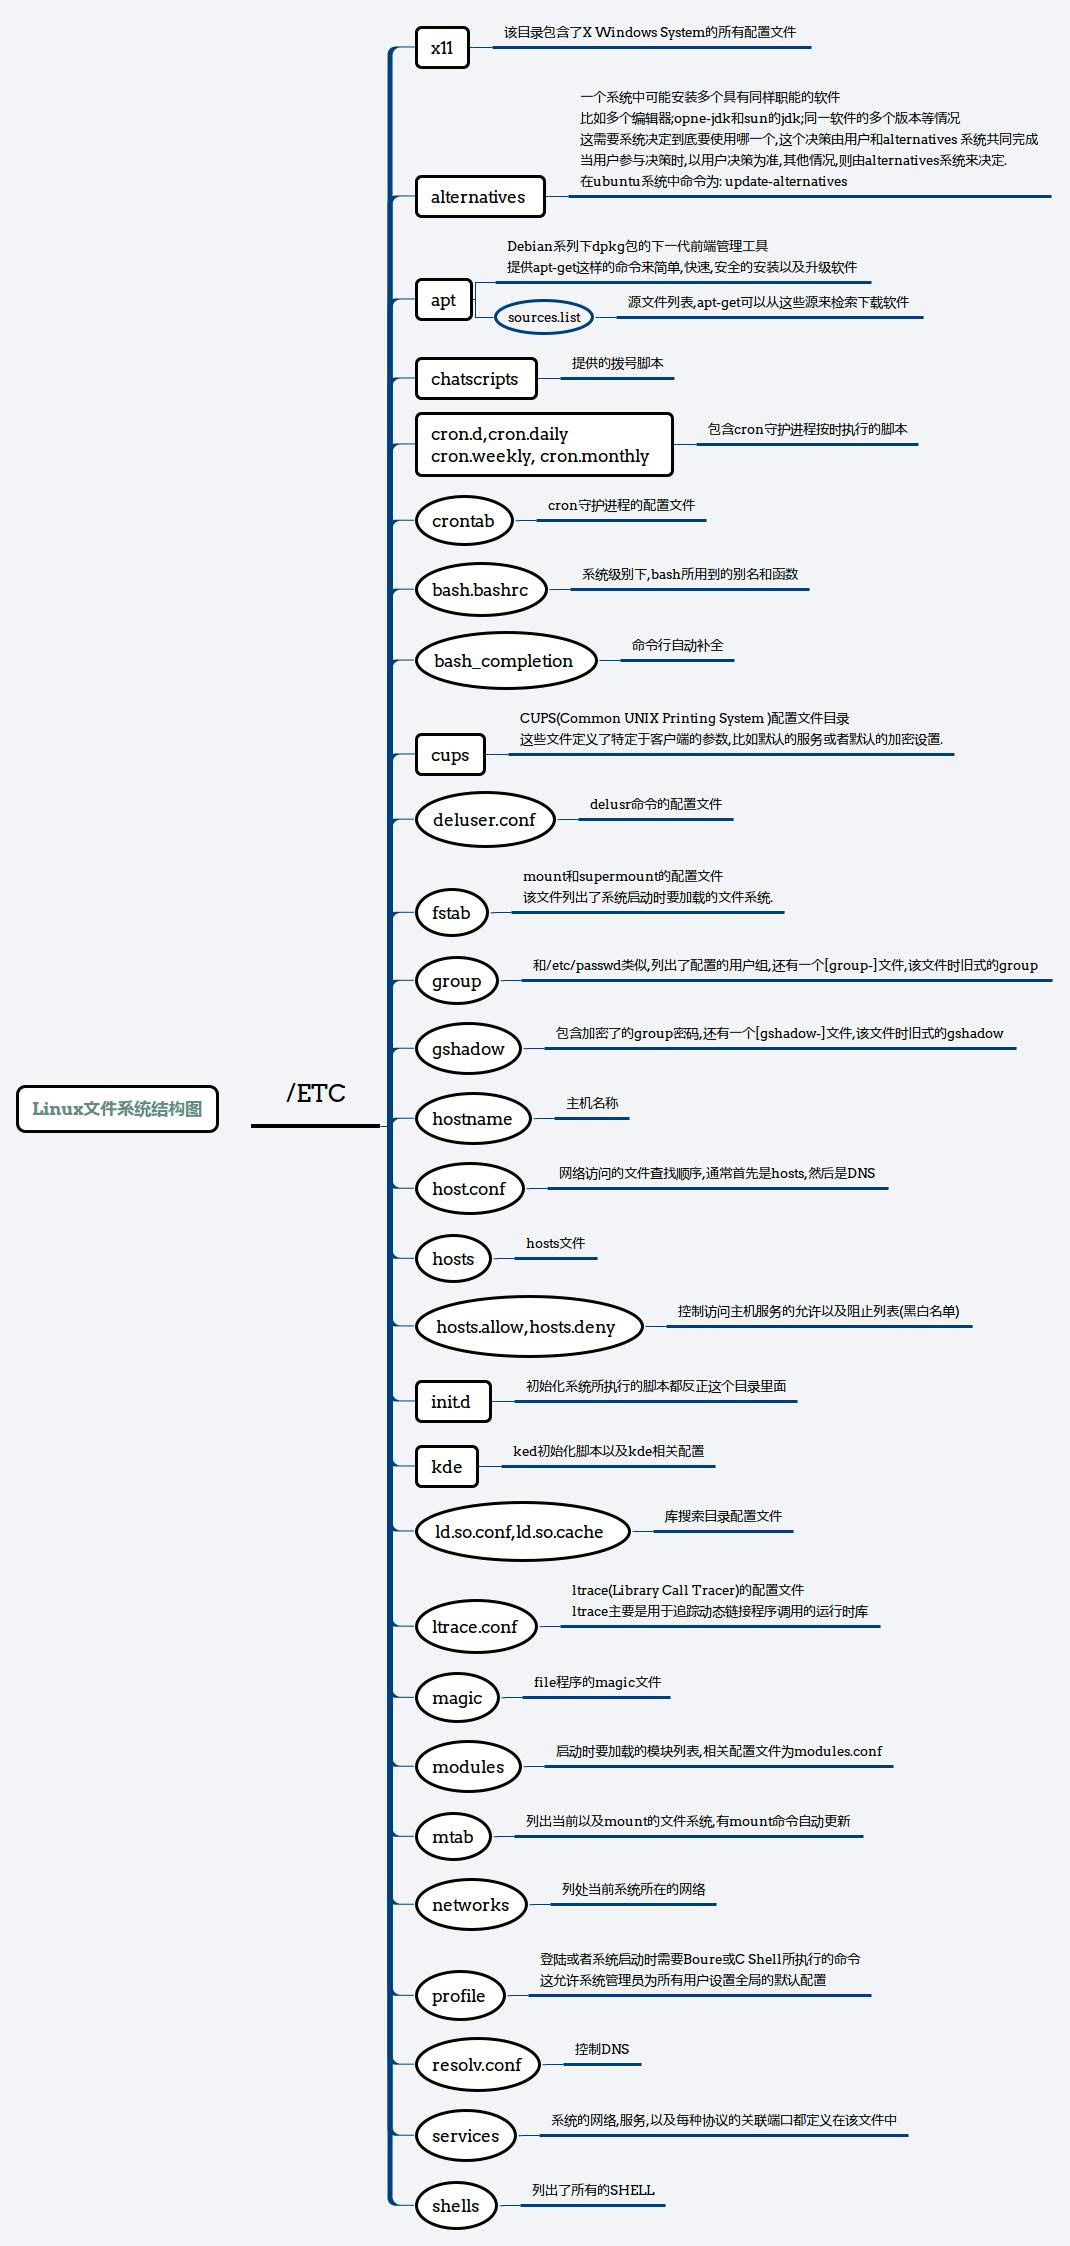 x11
该目录包含了X Windows System的所有配置文件
一个系统中可能安装多个具有同样职能的软件
比如多个编辑器;opne-jdk和sun的jdk;同一软件的多个版本等情况
这需要系统决定到底要使用哪一个,这个决策由用户和alternatives 系统共同完成
当用户参与决策时,以用户决策为准,其他情况,则由alternatives系统来决定.
在ubuntu系统中命令为: update-alternatives
alternatives
Debian系列下dpkg包的下一代前端管理工具
提供apt-get这样的命令来简单,快速,安全的安装以及升级软件
apt
sources.list
源文件列表,apt-get可以从这些源来检索下载软件
chatscripts
提供的拨号脚本
cron.d,cron.daily
cron.weekly, cron.monthly
包含cron守护进程按时执行的脚本
crontab
cron守护进程的配置文件
bash.bashrc
系统级别下,bash所用到的别名和函数
bash_completion
命令行自动补全
CUPS(Common UNIX Printing System )配置文件目录
这些文件定义了特定于客户端的参数,比如默认的服务或者默认的加密设置.
cups
deluser.conf
delusr命令的配置文件
mount和supermount的配置文件
该文件列出了系统启动时要加载的文件系统.
fstab
group
和/etc/passwd类似,列出了配置的用户组,还有一个[group-]文件,该文件时旧式的group
gshadow
包含加密了的group密码,还有一个[gshadow-]文件,该文件时旧式的gshadow
Linux文件系统结构图
/ETC
hostname
主机名称
host.conf
网络访问的文件查找顺序,通常首先是hosts,然后是DNS
hosts
hosts文件
hosts.allow,hosts.deny
控制访问主机服务的允许以及阻止列表(黑白名单)
init.d
初始化系统所执行的脚本都反正这个目录里面
kde
ked初始化脚本以及kde相关配置
ld.so.conf,ld.so.cache
库搜索目录配置文件
ltrace(Library Call Tracer)的配置文件
ltrace主要是用于追踪动态链接程序调用的运行时库
ltrace.conf
magic
file程序的magic文件
modules
启动时要加载的模块列表,相关配置文件为modules.conf
mtab
列出当前以及mount的文件系统,有mount命令自动更新
networks
列处当前系统所在的网络
登陆或者系统启动时需要Boure或C Shell所执行的命令
这允许系统管理员为所有用户设置全局的默认配置
profile
resolv.conf
控制DNS
services
系统的网络,服务,以及每种协议的关联端口都定义在该文件中
shells
列出了所有的SHELL